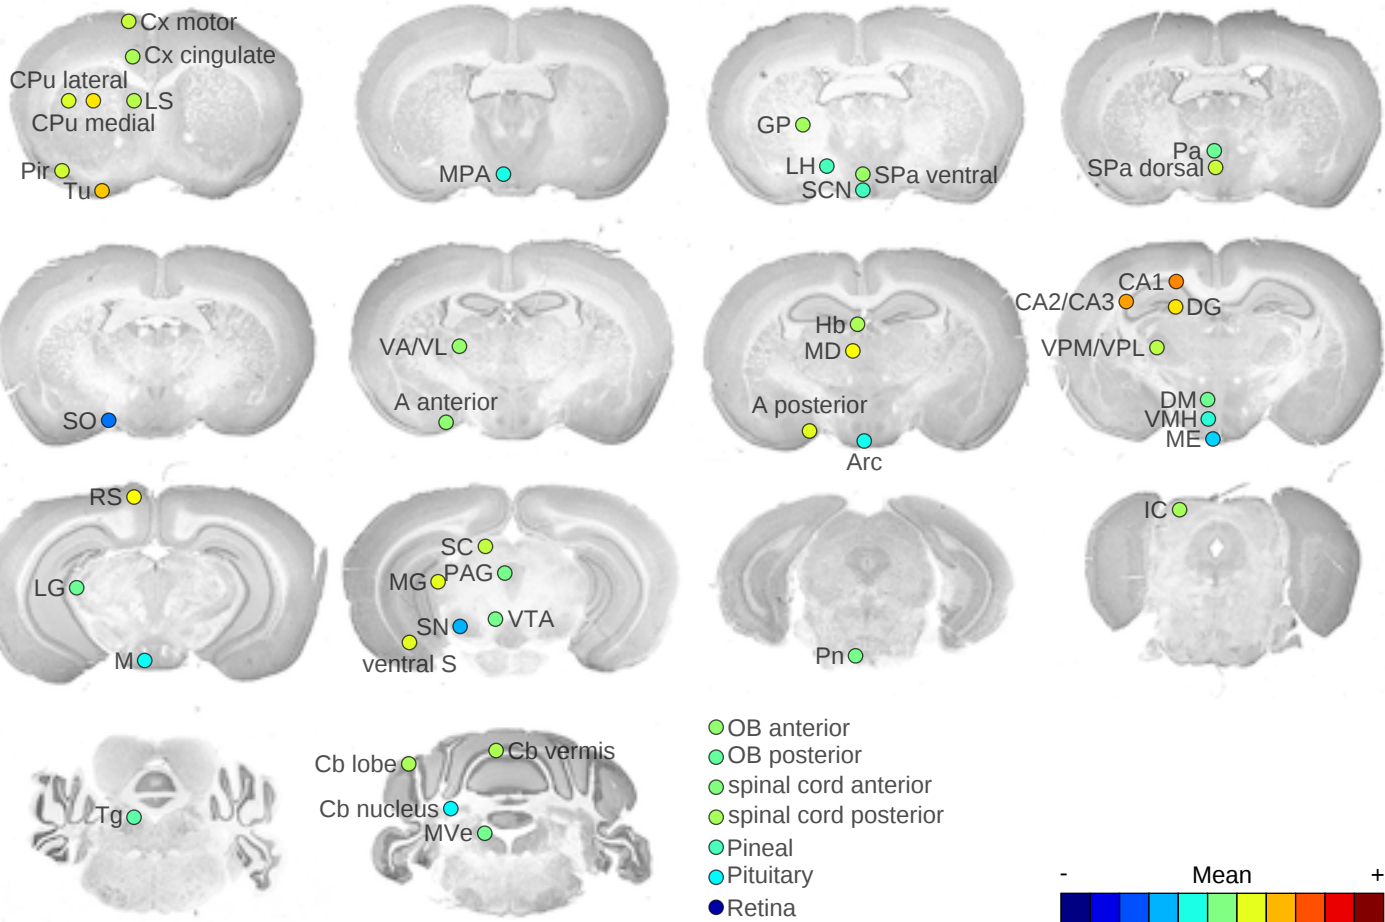 Cx motor
Cx cingulate
CPu lateral
LS
CPu medial
Pir
Tu
MPA
GP
LH
SPa ventral
SCN
Pa
SPa dorsal
SO
VA/VL
A anterior
Hb
MD
A posterior
Arc
CA1
CA2/CA3
DG
VPM/VPL
DM
VMH
ME
RS
LG
M
SC
MG
PAG
SN
VTA
ventral S
Pn
IC
Tg
Cb lobe
Cb vermis
Cb nucleus
MVe
OB anterior
OB posterior
spinal cord anterior
spinal cord posterior
Pineal
Pituitary
Retina
- Mean +